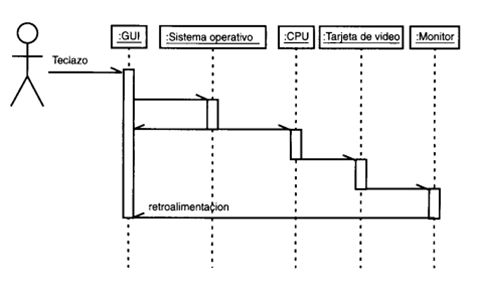 :GUI
:Sistema operativo
:CPU
:Tarjeta de video
:Monitor
Teclazo
retroalimentacion